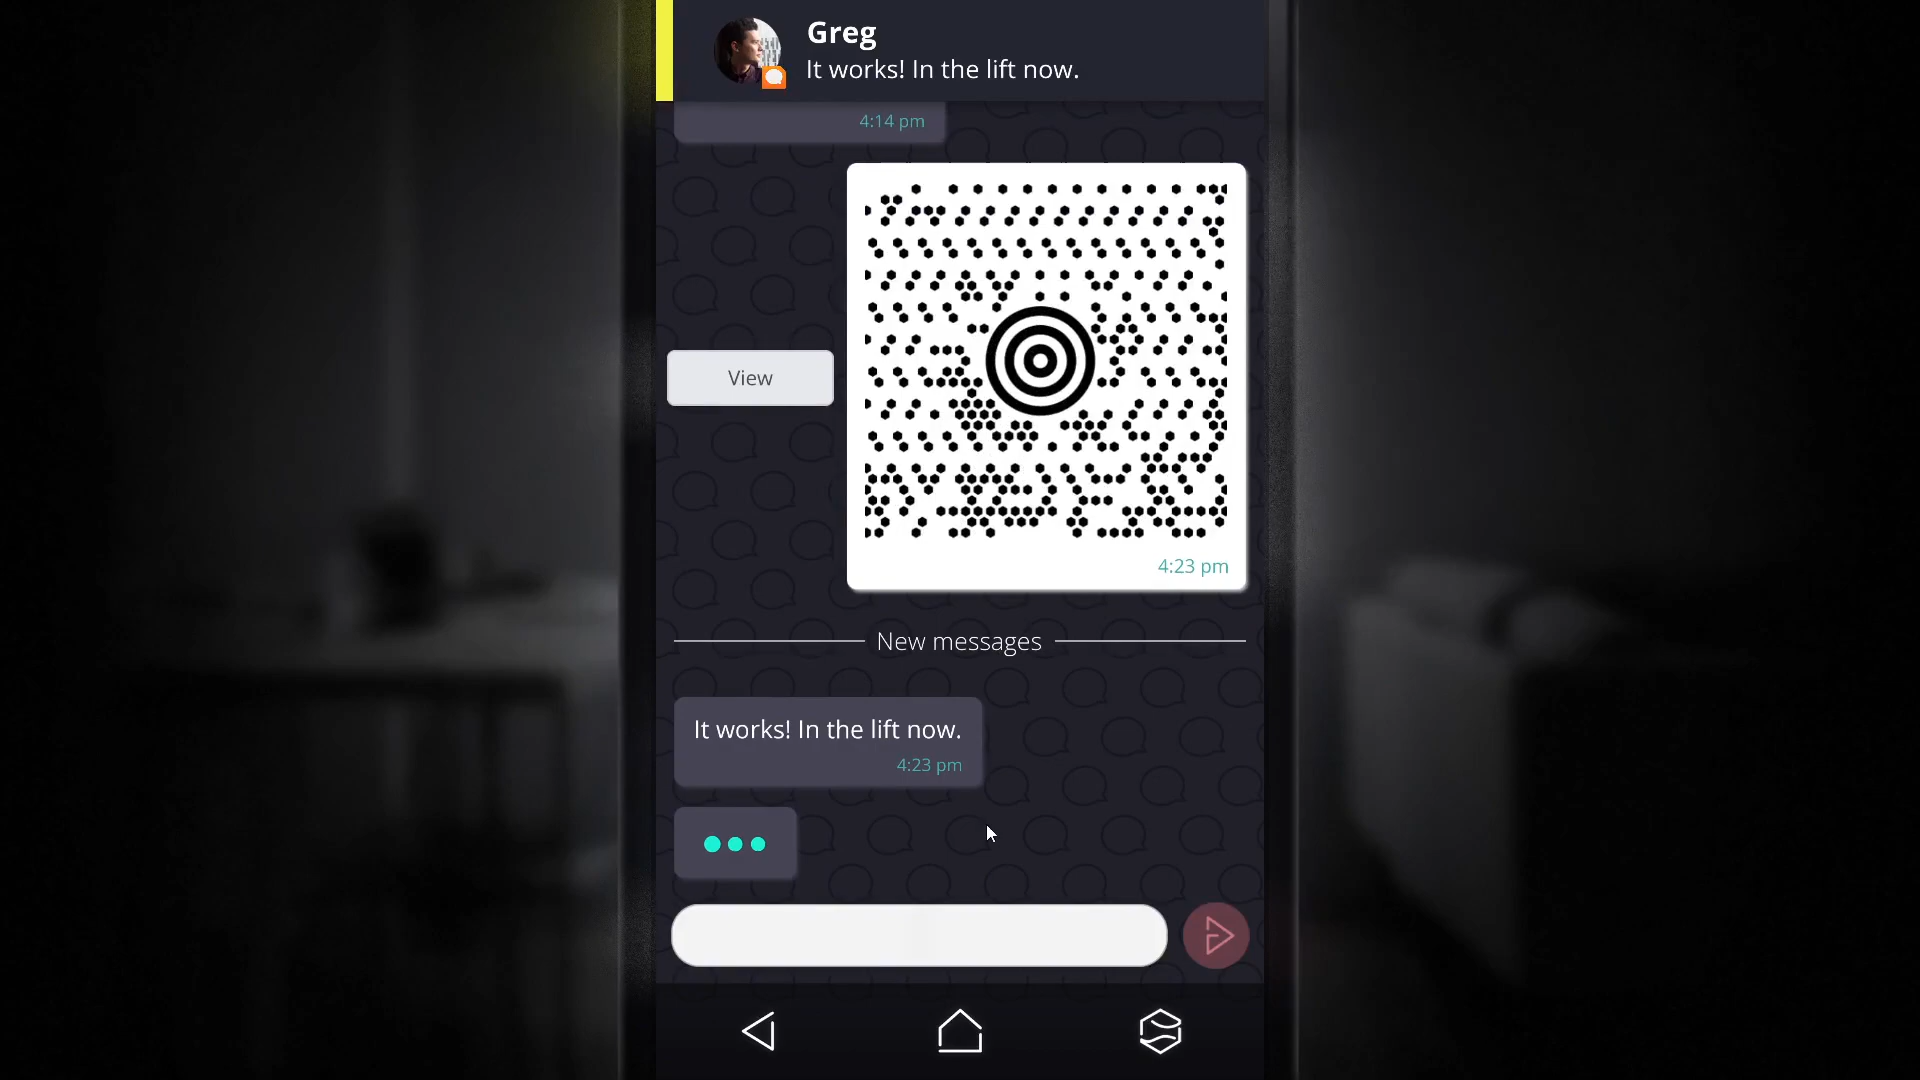 Greg
It works! In the lift now.
4:14 pm
View
4:23 pm
New messages
It works! In the lift now.
4:23 pm